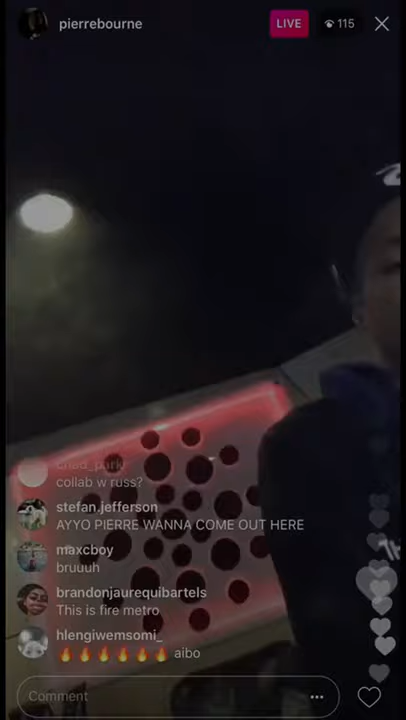 pierrebourne
LIVE
115
chad_park
collab w russ?
stefan.jefferson
AYYO PIERRE WANNA COME OUT HERE
maxcboy
bruuuh
brandonjaurequibartels
This is fire metro
hlengiwemsomi_
🔥🔥🔥🔥🔥🔥 aibo
Comment